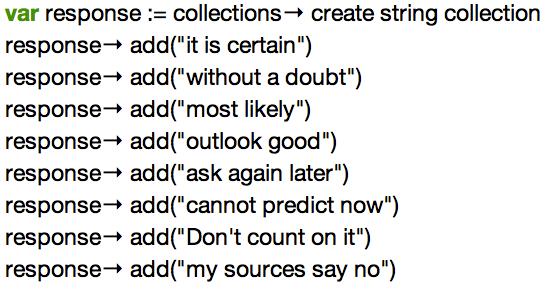 var response := collections→ create string collection
response→ add("it is certain")
response→ add("without a doubt")
response→ add("most likely")
response→ add("outlook good")
response→ add("ask again later")
response→ add("cannot predict now")
response→ add("Don't count on it")
response→ add("my sources say no")